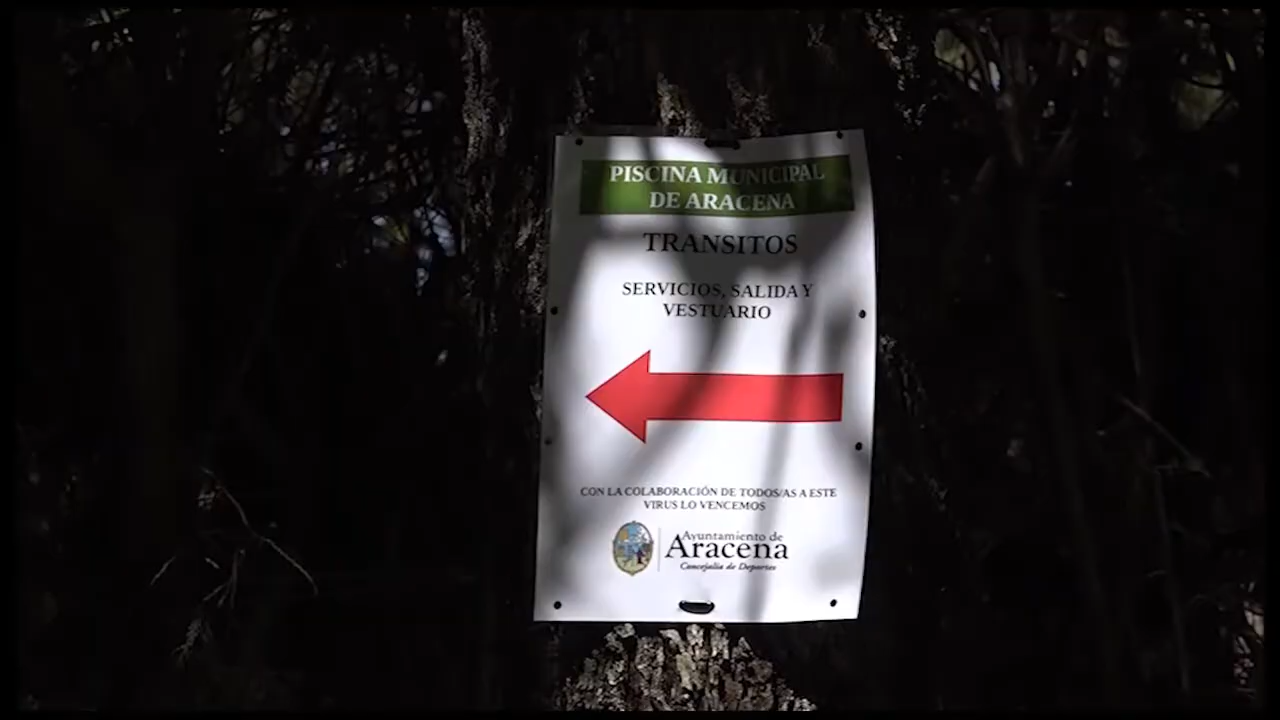 PISCINA MUNICIPAL
DE ARACENA
TRANSITOS
SERVICIOS, SALIDA Y
VESTUARIO
CON LA COLABORACIÓN DE TODOS/AS A ESTE
VIRUS LO VENCEMOS
Ayuntamiento de
Aracena
Concejalía de Deportes